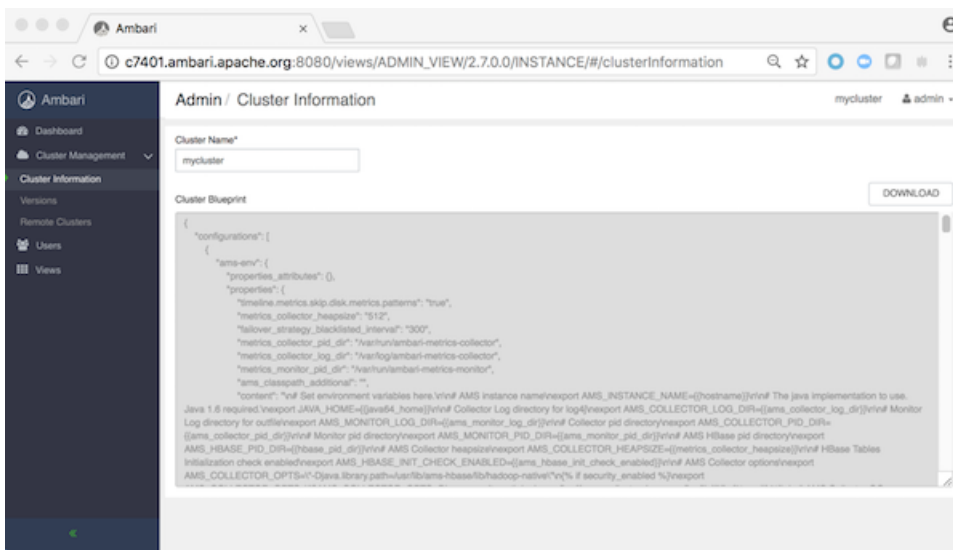 Ambari
c7401.ambari.apache.org:8080/views/ADMIN_VIEW/2.7.0.0/INSTANCE/#/clusterInformation
Ambari
Admin / Cluster Information
mycluster
admin
Dashboard
Cluster Management
Cluster Information
Versions
Remote Clusters
Users
Views
Cluster Name*
mycluster
DOWNLOAD
Cluster Blueprint
{
"configurations": [
{
"ams-env": {
"properties_attributes": {},
"properties": {
"timeline.metrics.skip.disk.metrics.patterns": "true",
"metrics_collector_heapsize": "512",
"failover_strategy_blacklisted_interval": "300",
"metrics_collector_pid_dir": "/var/run/ambari-metrics-collector",
"metrics_collector_log_dir": "/var/log/ambari-metrics-collector",
"metrics_monitor_pid_dir": "/var/run/ambari-metrics-monitor",
"ams_classpath_additional": "",
"content": "\n# Set environment variables here.\n\n# AMS instance name\nexport AMS_INSTANCE_NAME={{hostname}}\n\n# The java implementation to use.
Java 1.6 required.\nexport JAVA_HOME={{java64_home}}\n\n# Collector Log directory for log4j\nexport AMS_COLLECTOR_LOG_DIR={{ams_collector_log_dir}}\n\n# Monitor
Log directory for outfile\nexport AMS_MONITOR_LOG_DIR={{ams_monitor_log_dir}}\n\n# Collector pid directory\nexport AMS_COLLECTOR_PID_DIR=
{{ams_collector_pid_dir}}\n\n# Monitor pid directory\nexport AMS_MONITOR_PID_DIR={{ams_monitor_pid_dir}}\n\n# AMS HBase pid directory\nexport
AMS_HBASE_PID_DIR={{hbase_pid_dir}}\n\n# AMS Collector heapsize\nexport AMS_COLLECTOR_HEAPSIZE={{metrics_collector_heapsize}}\n\n# HBase Tables
Initialization check enabled\nexport AMS_HBASE_INIT_CHECK_ENABLED={{ams_hbase_init_check_enabled}}\n\n# AMS Collector options\nexport
AMS_COLLECTOR_OPTS=\"-Djava.library.path=/usr/lib/ams-hbase/lib/hadoop-native\"\n{% if security_enabled %}\nexport